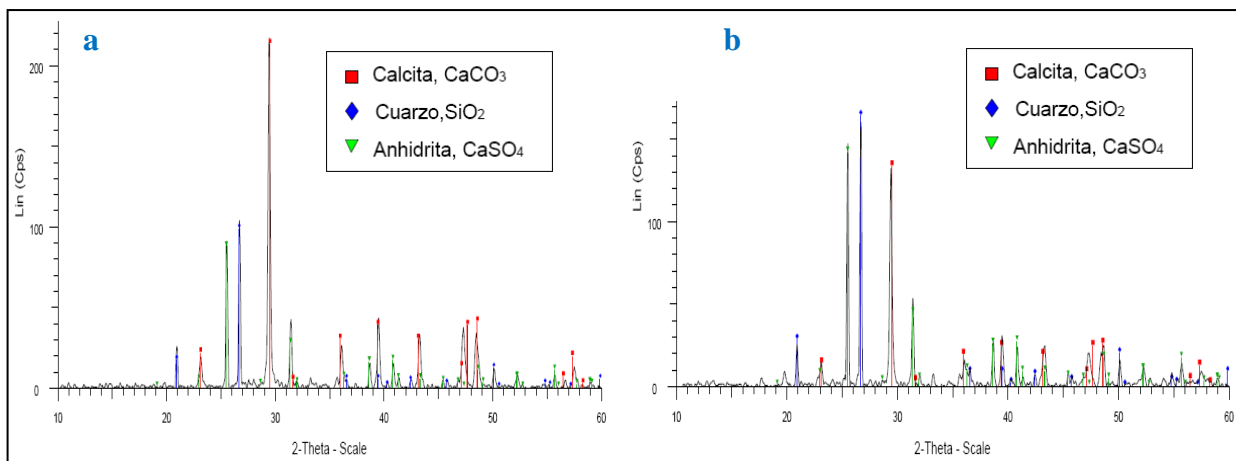 a
Calcita, CaCO₃
Cuarzo,SiO₂
Anhidrita, CaSO₄
Lin (Cps)
200
100
0
10 20 30 40 50 60
2-Theta - Scale
b
Calcita, CaCO₃
Cuarzo,SiO₂
Anhidrita, CaSO₄
Lin (Cps)
100
0
10 20 30 40 50 60
2-Theta - Scale